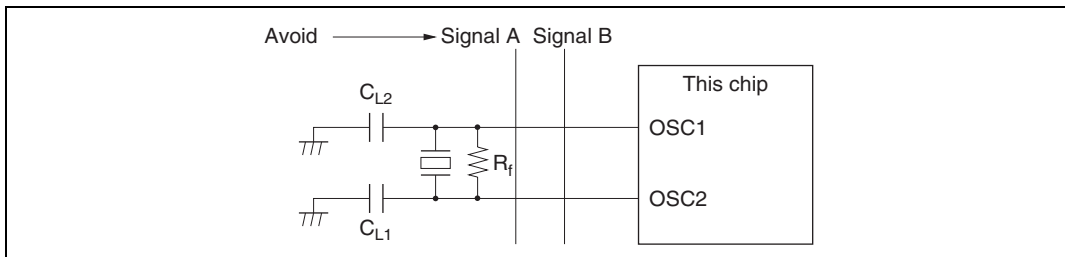 Avoid Signal A Signal B
This chip
CL2
OSC1
Rf
OSC2
CL1